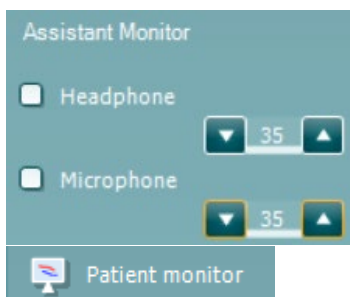 Assistant Monitor
Headphone
35
Microphone
35
Patient monitor